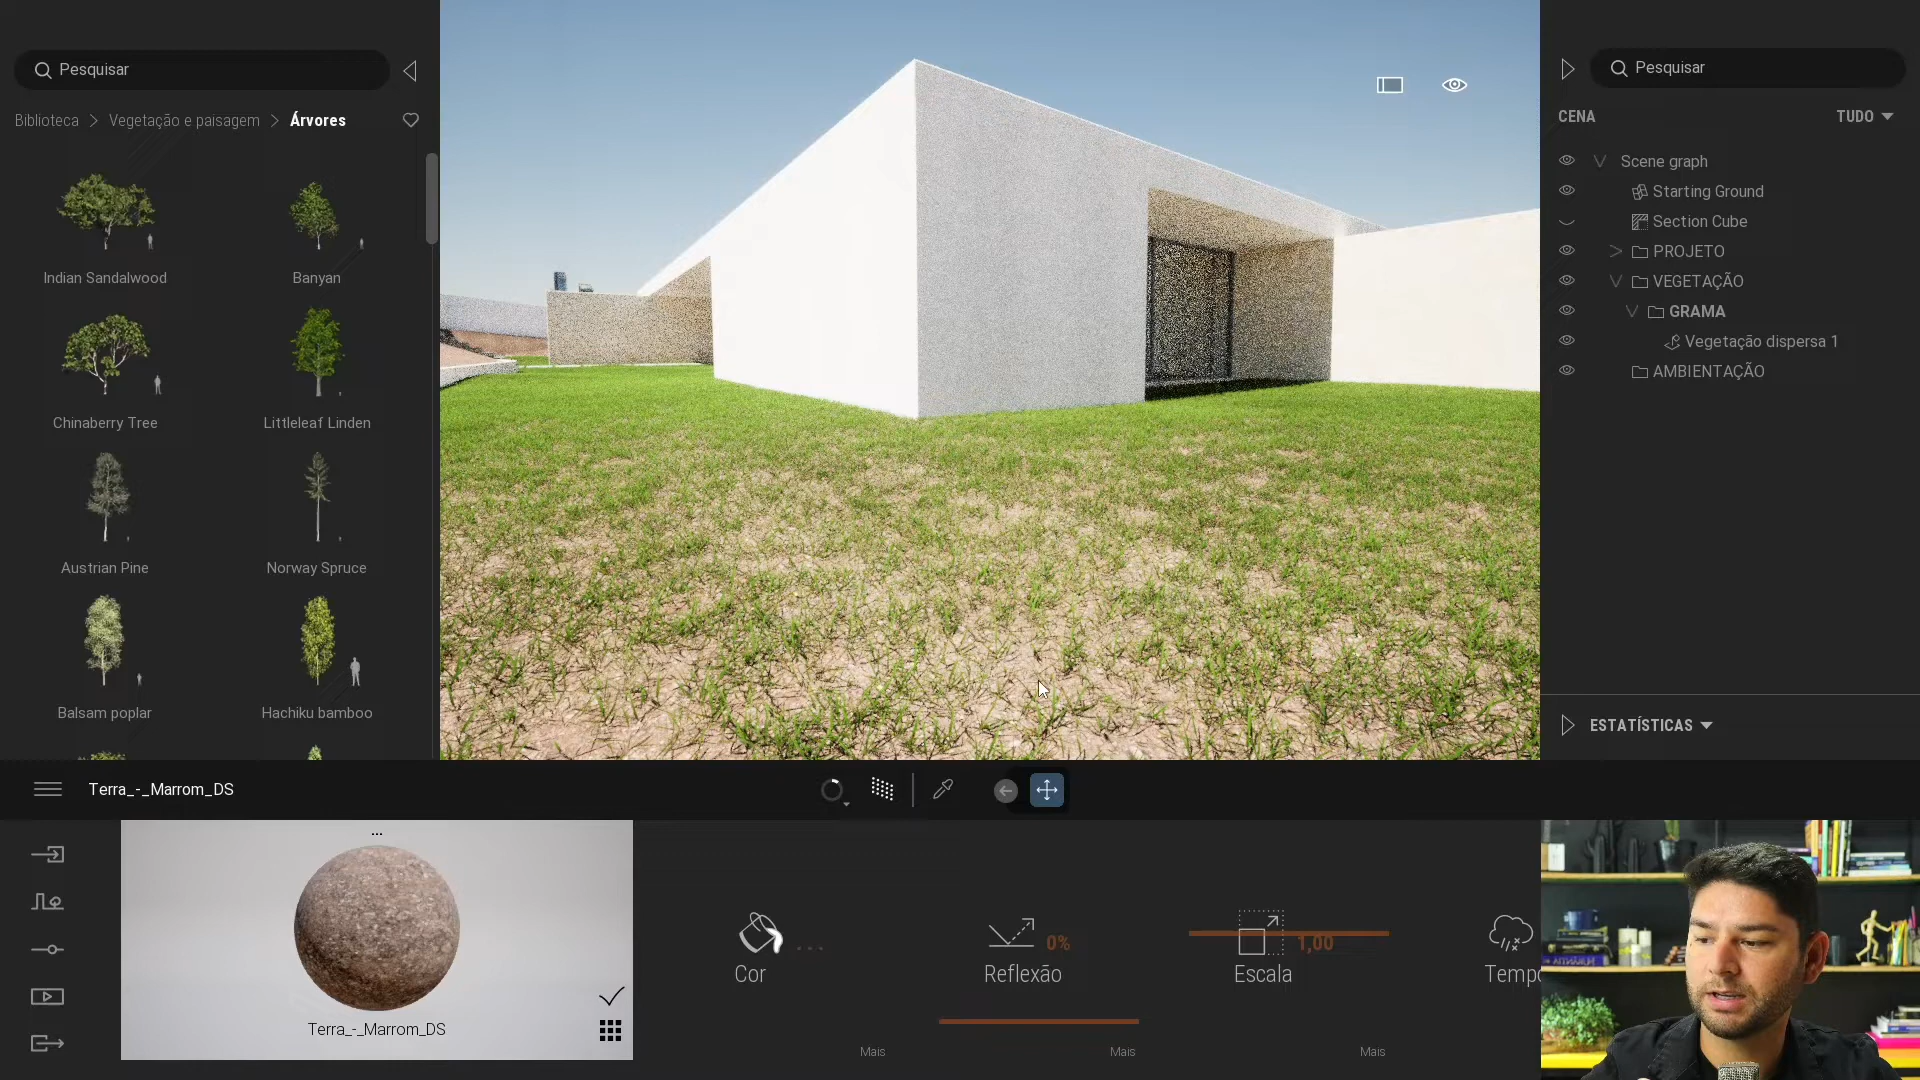 Pesquisar
Biblioteca
Vegetação e paisagem
Árvores
Indian Sandalwood
Banyan
Chinaberry Tree
Littleleaf Linden
Austrian Pine
Norway Spruce
Balsam poplar
Hachiku bamboo
Pesquisar
CENA
TUDO
Scene graph
Starting Ground
Section Cube
PROJETO
VEGETAÇÃO
GRAMA
Vegetação dispersa 1
AMBIENTAÇÃO
ESTATÍSTICAS
Terra_-_Marrom_DS
...
Terra_-_Marrom_DS
Cor
...
Mais
Reflexão
0%
Mais
Escala
1,00
Mais